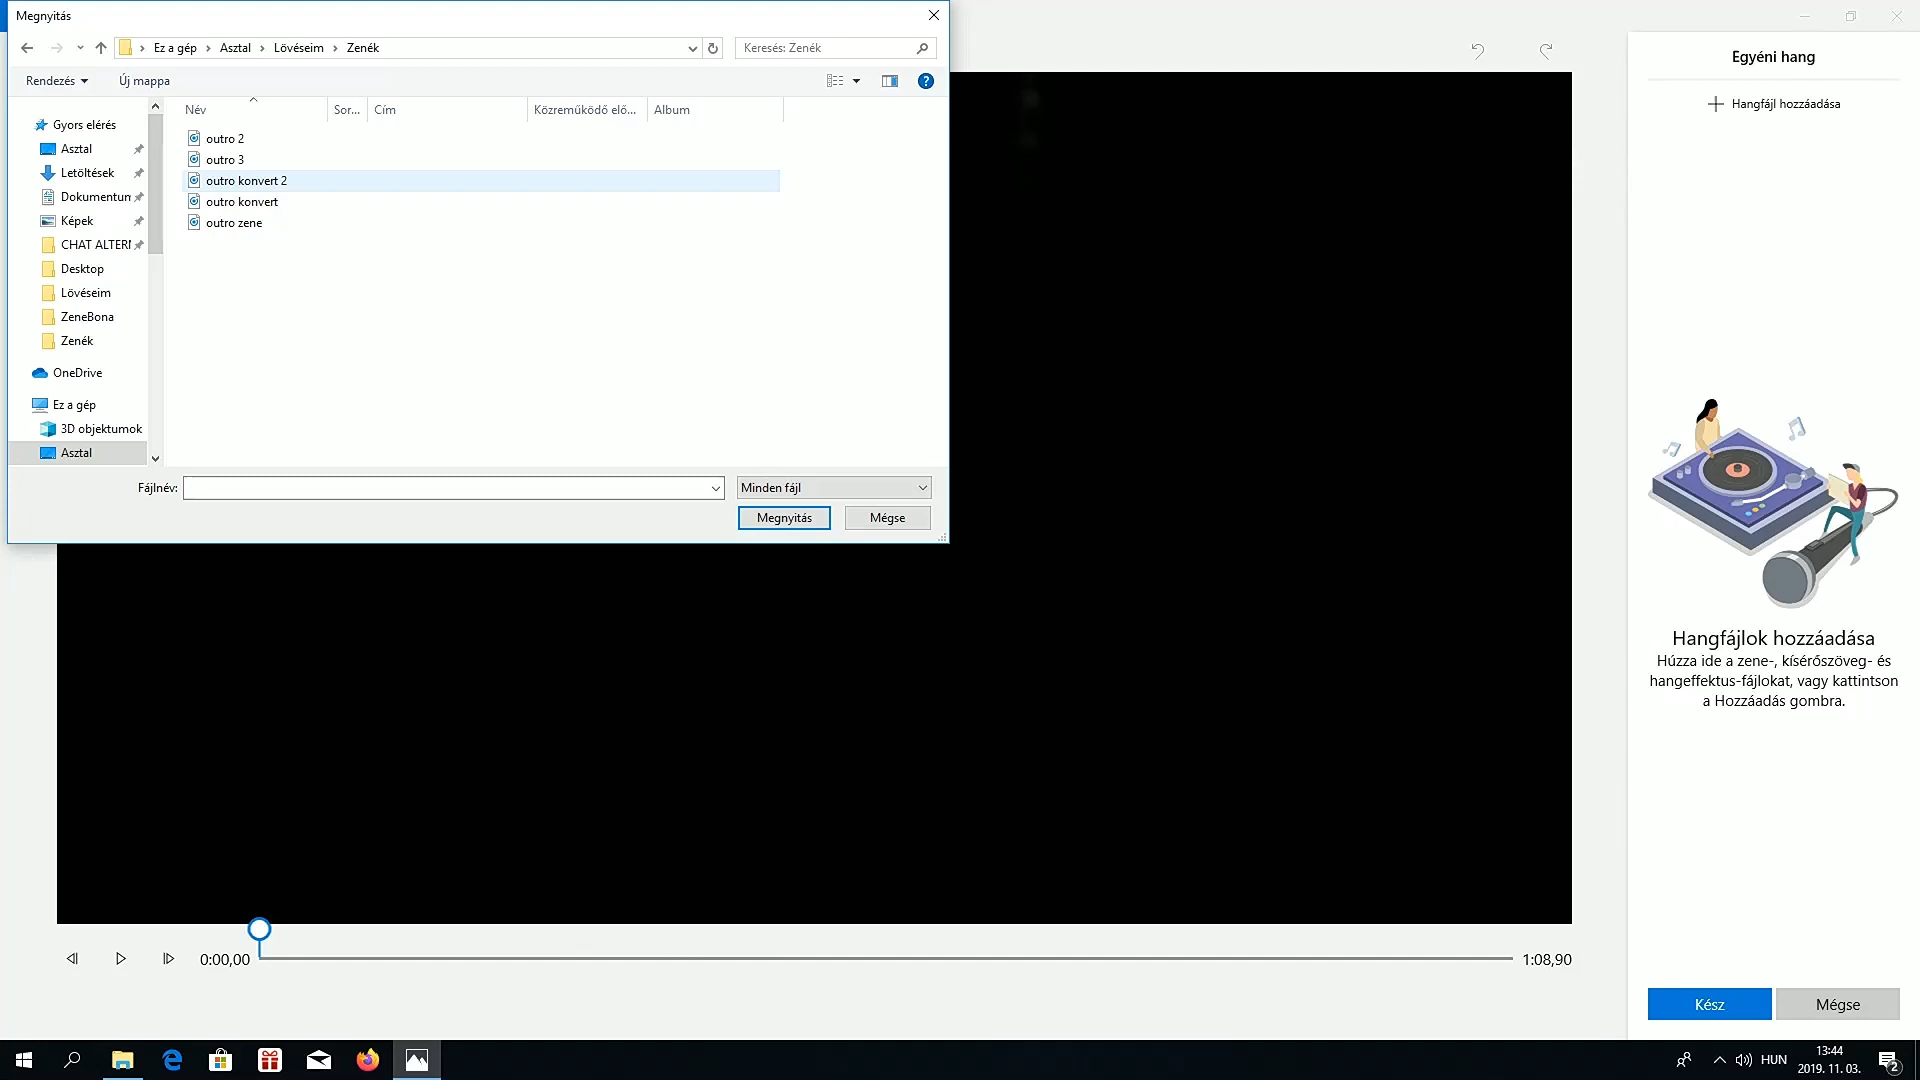 Megnyitás
Ez a gép
Asztal
Lövéseim
Zenék
Keresés: Zenék
Rendezés
Új mappa
Név
Sor...
Cím
Közreműködő elő...
Album
Gyors elérés
Asztal
Letöltések
Dokumentum
Képek
CHAT ALTERN
Desktop
Lövéseim
ZeneBona
Zenék
OneDrive
Ez a gép
3D objektumok
Asztal
outro 2
outro 3
outro konvert 2
outro konvert
outro zene
Fájlnév:
Minden fájl
Megnyitás
Mégse
Egyéni hang
Hangfájl hozzáadása
Hangfájlok hozzáadása
Húzza ide a zene-, kísérőszöveg- és
hangeffektus-fájlokat, vagy kattintson
a Hozzáadás gombra.
0:00,00
1:08,90
Kész
Mégse
HUN
13:44
2019. 11. 03.
2